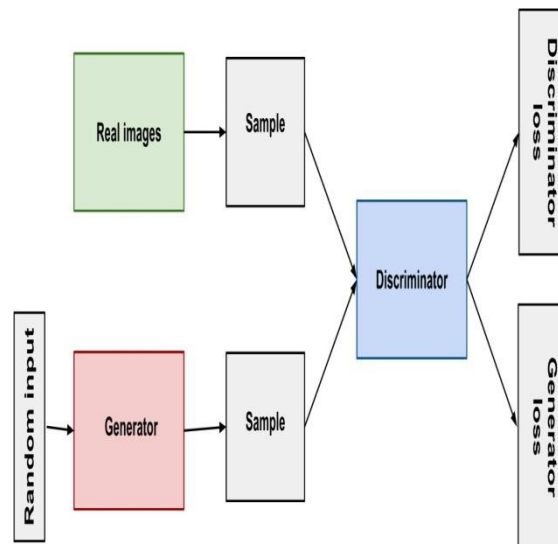 Real images
Sample
Discriminator
loss
Discriminator
Random input
Generator
Sample
Generator
loss